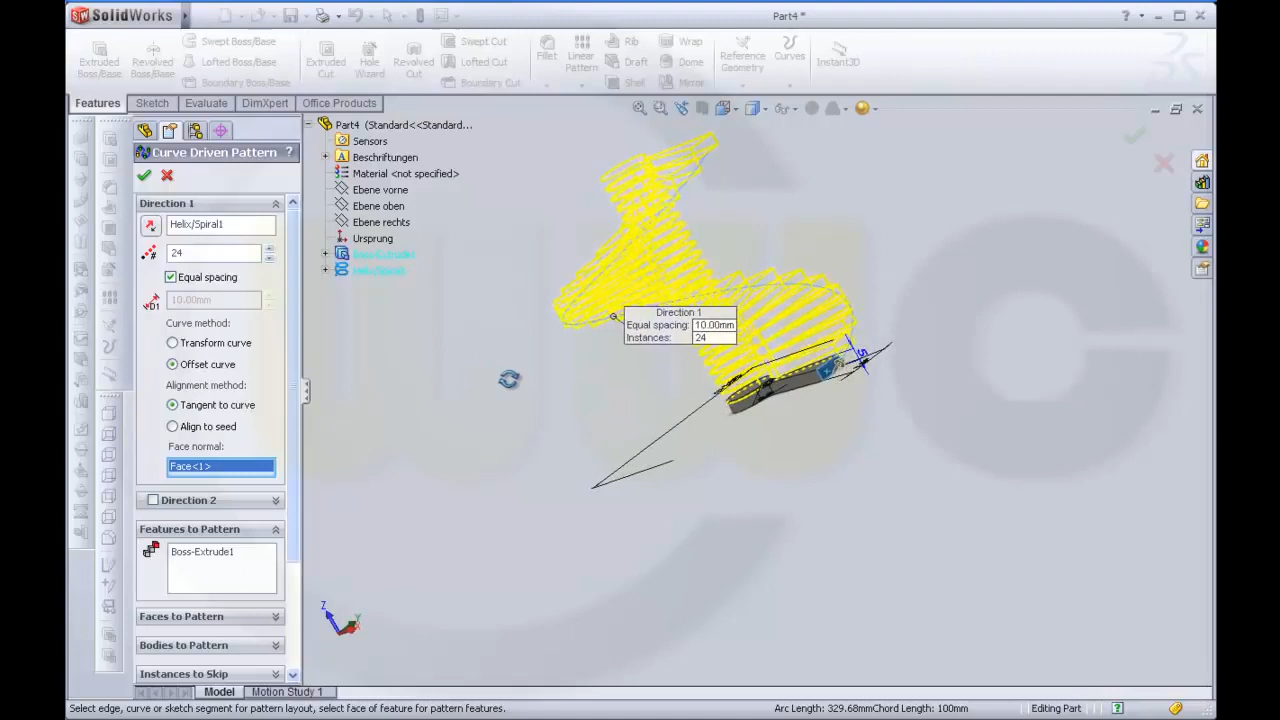 SolidWorks
Part4 *
?
Extruded Boss/Base
Revolved Boss/Base
Swept Boss/Base
Lofted Boss/Base
Boundary Boss/Base
Extruded Cut
Hole Wizard
Revolved Cut
Swept Cut
Lofted Cut
Boundary Cut
Fillet
Linear Pattern
Rib
Draft
Shell
Wrap
Dome
Mirror
Reference Geometry
Curves
Instant3D
Features
Sketch
Evaluate
DimXpert
Office Products
Curve Driven Pattern ?
Direction 1
Helix/Spiral1
24
Equal spacing
D1
10.00mm
Curve method:
Transform curve
Offset curve
Alignment method:
Tangent to curve
Align to seed
Face normal:
Face<1>
Direction 2
Features to Pattern
Boss-Extrude1
Faces to Pattern
Bodies to Pattern
Instances to Skip
Part4 (Standard<<Standard...
Sensors
Beschriftungen
Material <not specified>
Ebene vorne
Ebene oben
Ebene rechts
Ursprung
Boss-Extrude1
Helix/Spiral1
Direction 1
Equal spacing: 10.00mm
Instances: 24
5
Z
Y
Model
Motion Study 1
Select edge, curve or sketch segment for pattern layout, select face of feature for pattern features.
Arc Length: 329.68mmChord Length: 100mm
Editing Part
?